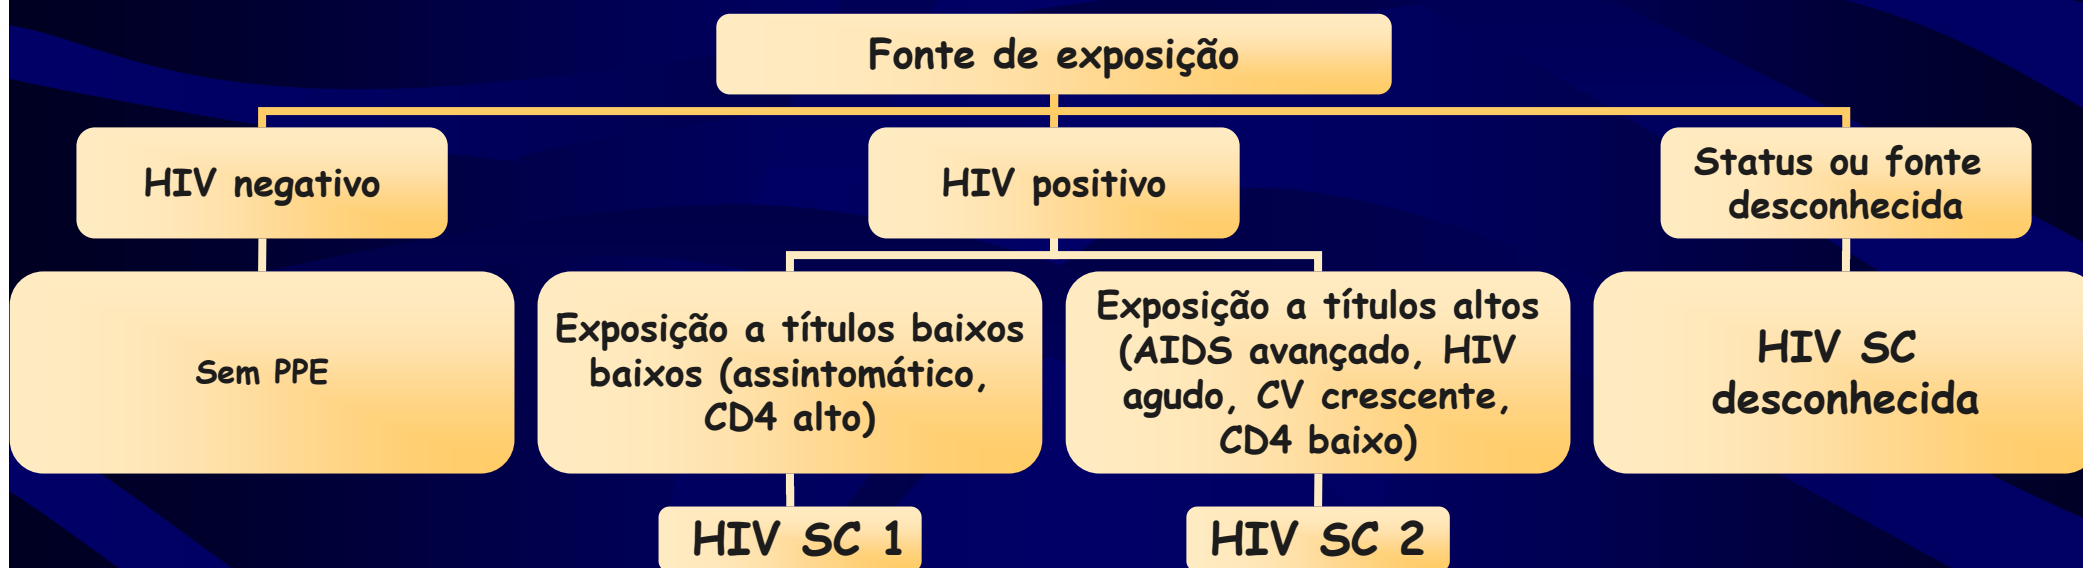 Fonte de exposição
HIV negativo
HIV positivo
Status ou fonte
desconhecida
Sem PPE
Exposição a títulos baixos
baixos (assintomático,
CD4 alto)
Exposição a títulos altos
(AIDS avançado, HIV
agudo, CV crescente,
CD4 baixo)
HIV SC
desconhecida
HIV SC 1
HIV SC 2